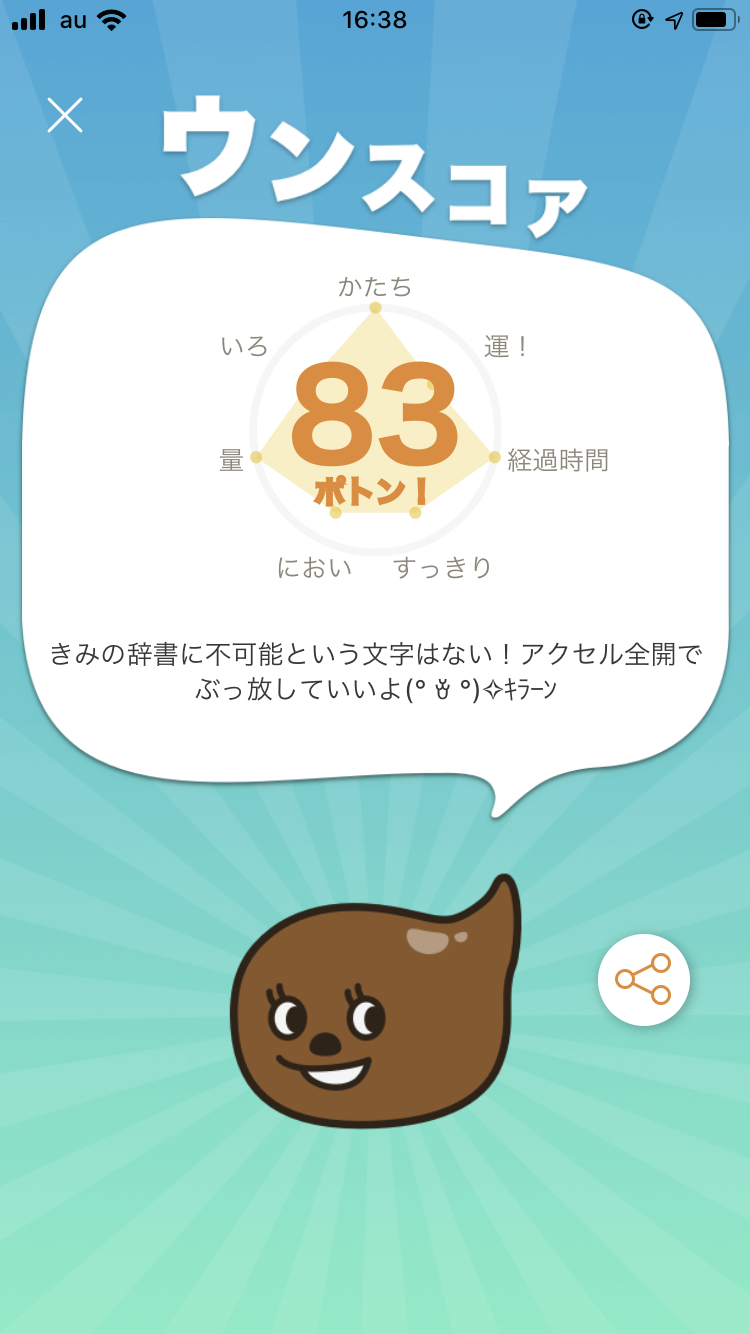 au
16:38
ウンスコァ
かたち
いろ
運！
83
量
経過時間
ポトン！
におい
すっきり
きみの辞書に不可能という文字はない！アクセル全開で
ぶっ放していいよ(° ꈊ °)✧ｷﾗｰﾝ